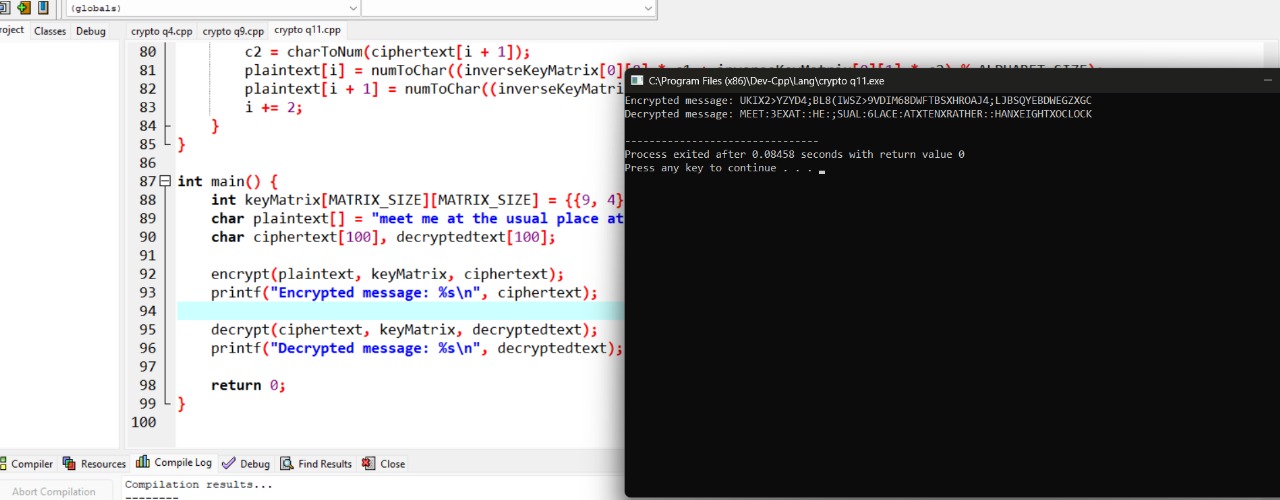 (globals)
roject Classes Debug
crypto q4.cpp crypto q9.cpp crypto q11.cpp
80 c2 = charToNum(ciphertext[i + 1]);
81 plaintext[i] = numToChar((inverseKeyMatrix[0][0] * c1 + inverseKeyMatrix[0][1] * c2) % ALPHABET_SIZE);
82 plaintext[i + 1] = numToChar((inverseKeyMatri
83 i += 2;
84 }
85 }
86
87 int main() {
88 int keyMatrix[MATRIX_SIZE][MATRIX_SIZE] = {{9, 4}
89 char plaintext[] = "meet me at the usual place at
90 char ciphertext[100], decryptedtext[100];
91
92 encrypt(plaintext, keyMatrix, ciphertext);
93 printf("Encrypted message: %s\n", ciphertext);
94
95 decrypt(ciphertext, keyMatrix, decryptedtext);
96 printf("Decrypted message: %s\n", decryptedtext);
97
98 return 0;
99 }
100
C:\Program Files (x86)\Dev-Cpp\Lang\crypto q11.exe
Encrypted message: UKIX2>YZYD4;BL8(IWSZ>9VDIM68DWFTBSXHROAJ4;LJBSQYEBDWEGZXGC
Decrypted message: MEET:3EXAT::HE:;SUAL:6LACE:ATXTENXRATHER::HANXEIGHTXOCLOCK
--------------------------------
Process exited after 0.08458 seconds with return value 0
Press any key to continue . . .
Compiler Resources Compile Log Debug Find Results Close
Abort Compilation
Compilation results...
--------